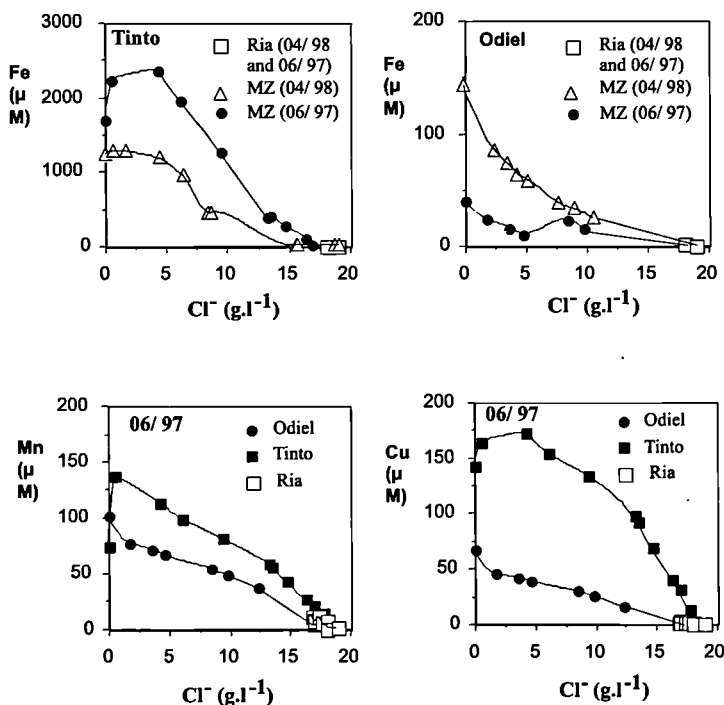 Tinto
Fe
(μ
M)
3000
2000
1000
0
Ria (04/ 98
and 06/ 97)
MZ (04/ 98)
MZ (06/ 97)
0 5 10 15 20
Cl⁻ (g.l⁻¹)
Odiel
Fe
(μ
M)
200
100
0
Ria (04/ 98
and 06/ 97)
MZ (04/ 98)
MZ (06/ 97)
0 5 10 15 20
Cl⁻ (g.l⁻¹)
06/ 97
Mn
(μ
M)
200
150
100
50
0
Odiel
Tinto
Ria
0 5 10 15 20
Cl⁻ (g.l⁻¹)
06/ 97
Cu
(μ
M)
200
150
100
50
0
Odiel
Tinto
Ria
0 5 10 15 20
Cl⁻ (g.l⁻¹)